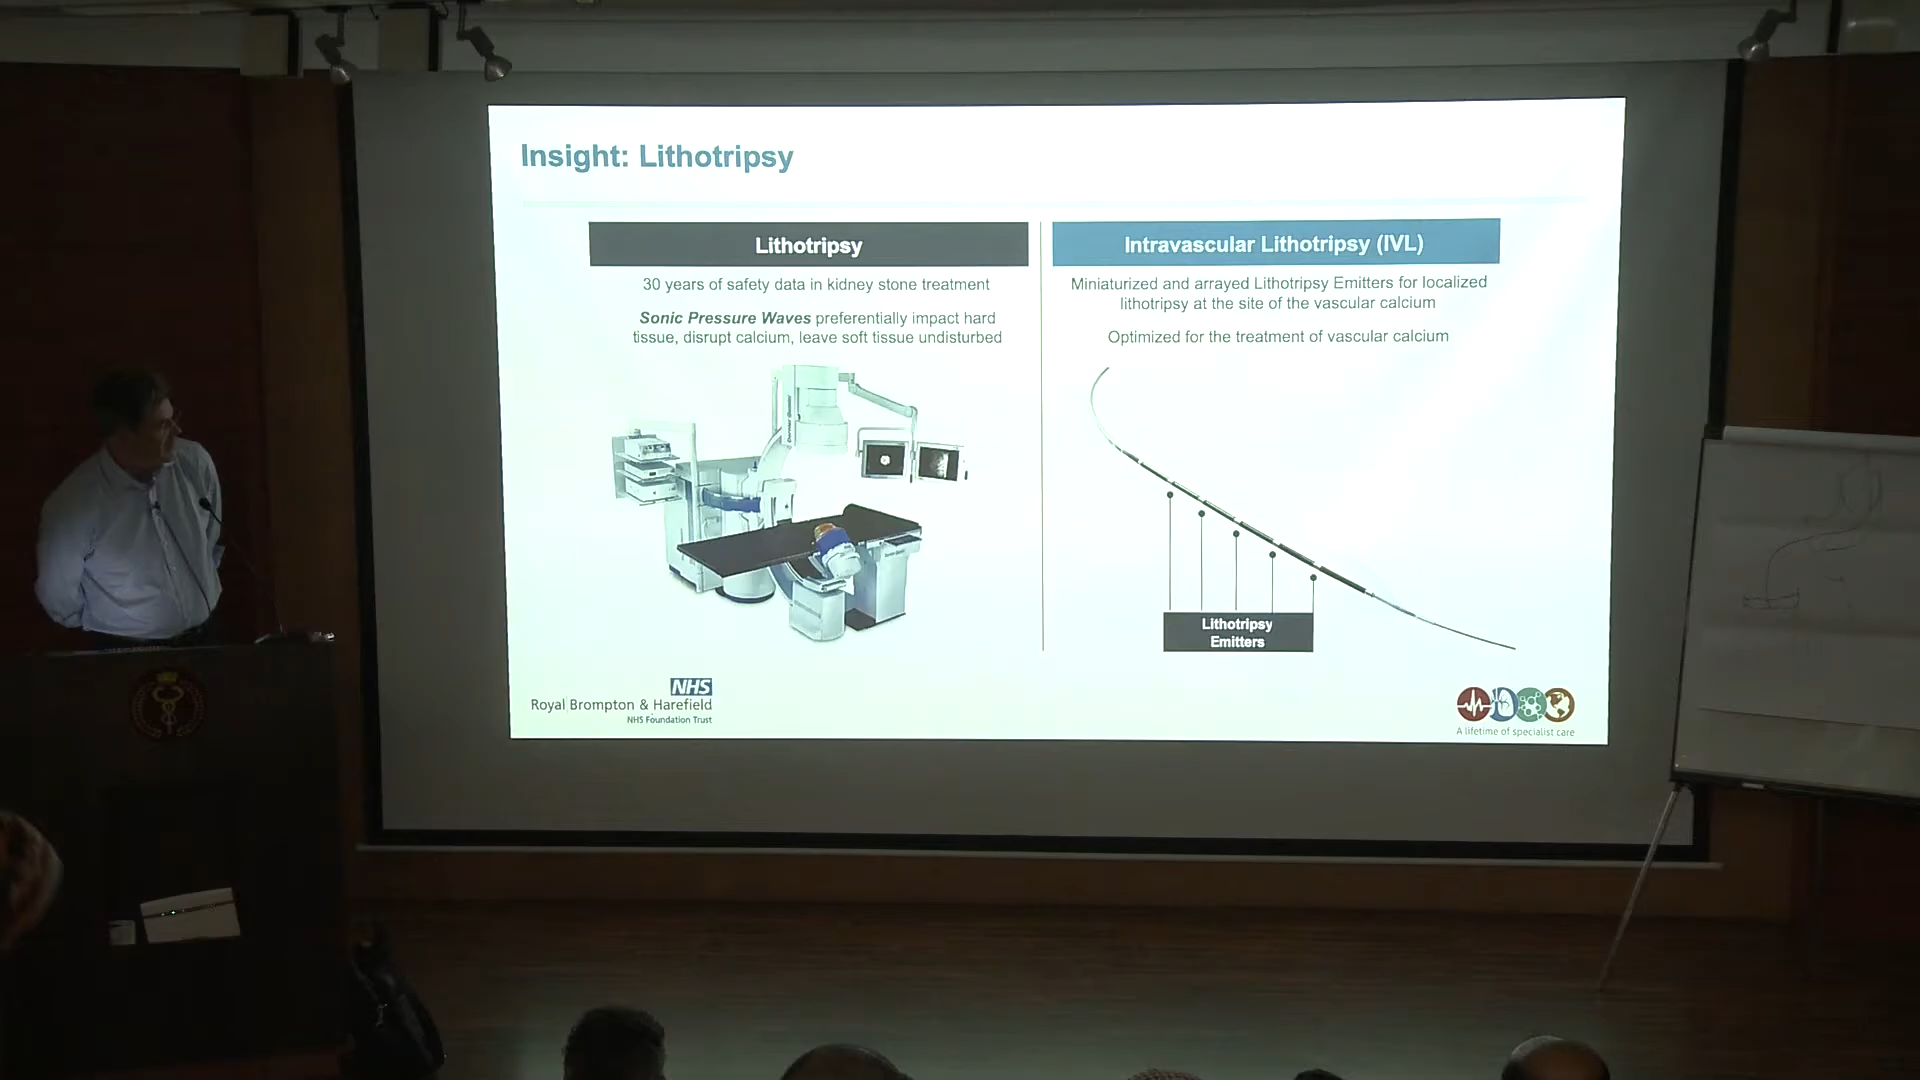 Insight: Lithotripsy
Lithotripsy
30 years of safety data in kidney stone treatment
Sonic Pressure Waves preferentially impact hard
tissue, disrupt calcium, leave soft tissue undisturbed
Intravascular Lithotripsy (IVL)
Miniaturized and arrayed Lithotripsy Emitters for localized
lithotripsy at the site of the vascular calcium
Optimized for the treatment of vascular calcium
Lithotripsy
Emitters
NHS
Royal Brompton & Harefield
NHS Foundation Trust
A lifetime of specialist care